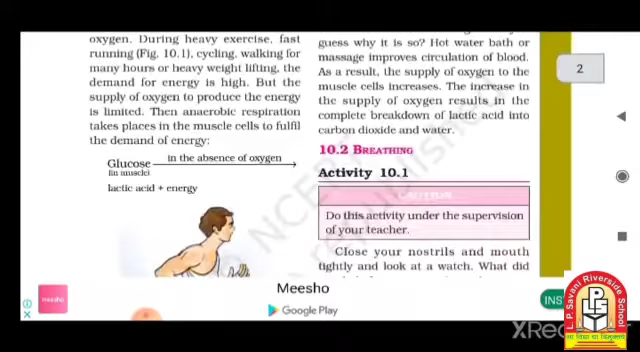 oxygen. During heavy exercise, fast
running (Fig. 10.1), cycling, walking for
many hours or heavy weight lifting, the
demand for energy is high. But the
supply of oxygen to produce the energy
is limited. Then anaerobic respiration
takes places in the muscle cells to fulfil
the demand of energy:
Glucose in the absence of oxygen
(in muscle)
lactic acid + energy
guess why it is so? Hot water bath or
massage improves circulation of blood.
As a result, the supply of oxygen to the
muscle cells increases. The increase in
the supply of oxygen results in the
complete breakdown of lactic acid into
carbon dioxide and water.
10.2 BREATHING
Activity 10.1
CAUTION
Do this activity under the supervision
of your teacher.
Close your nostrils and mouth
tightly and look at a watch. What did
2
Meesho
Google Play
meesho
INS
XRec
L. P. Savani Riverside School
LPS